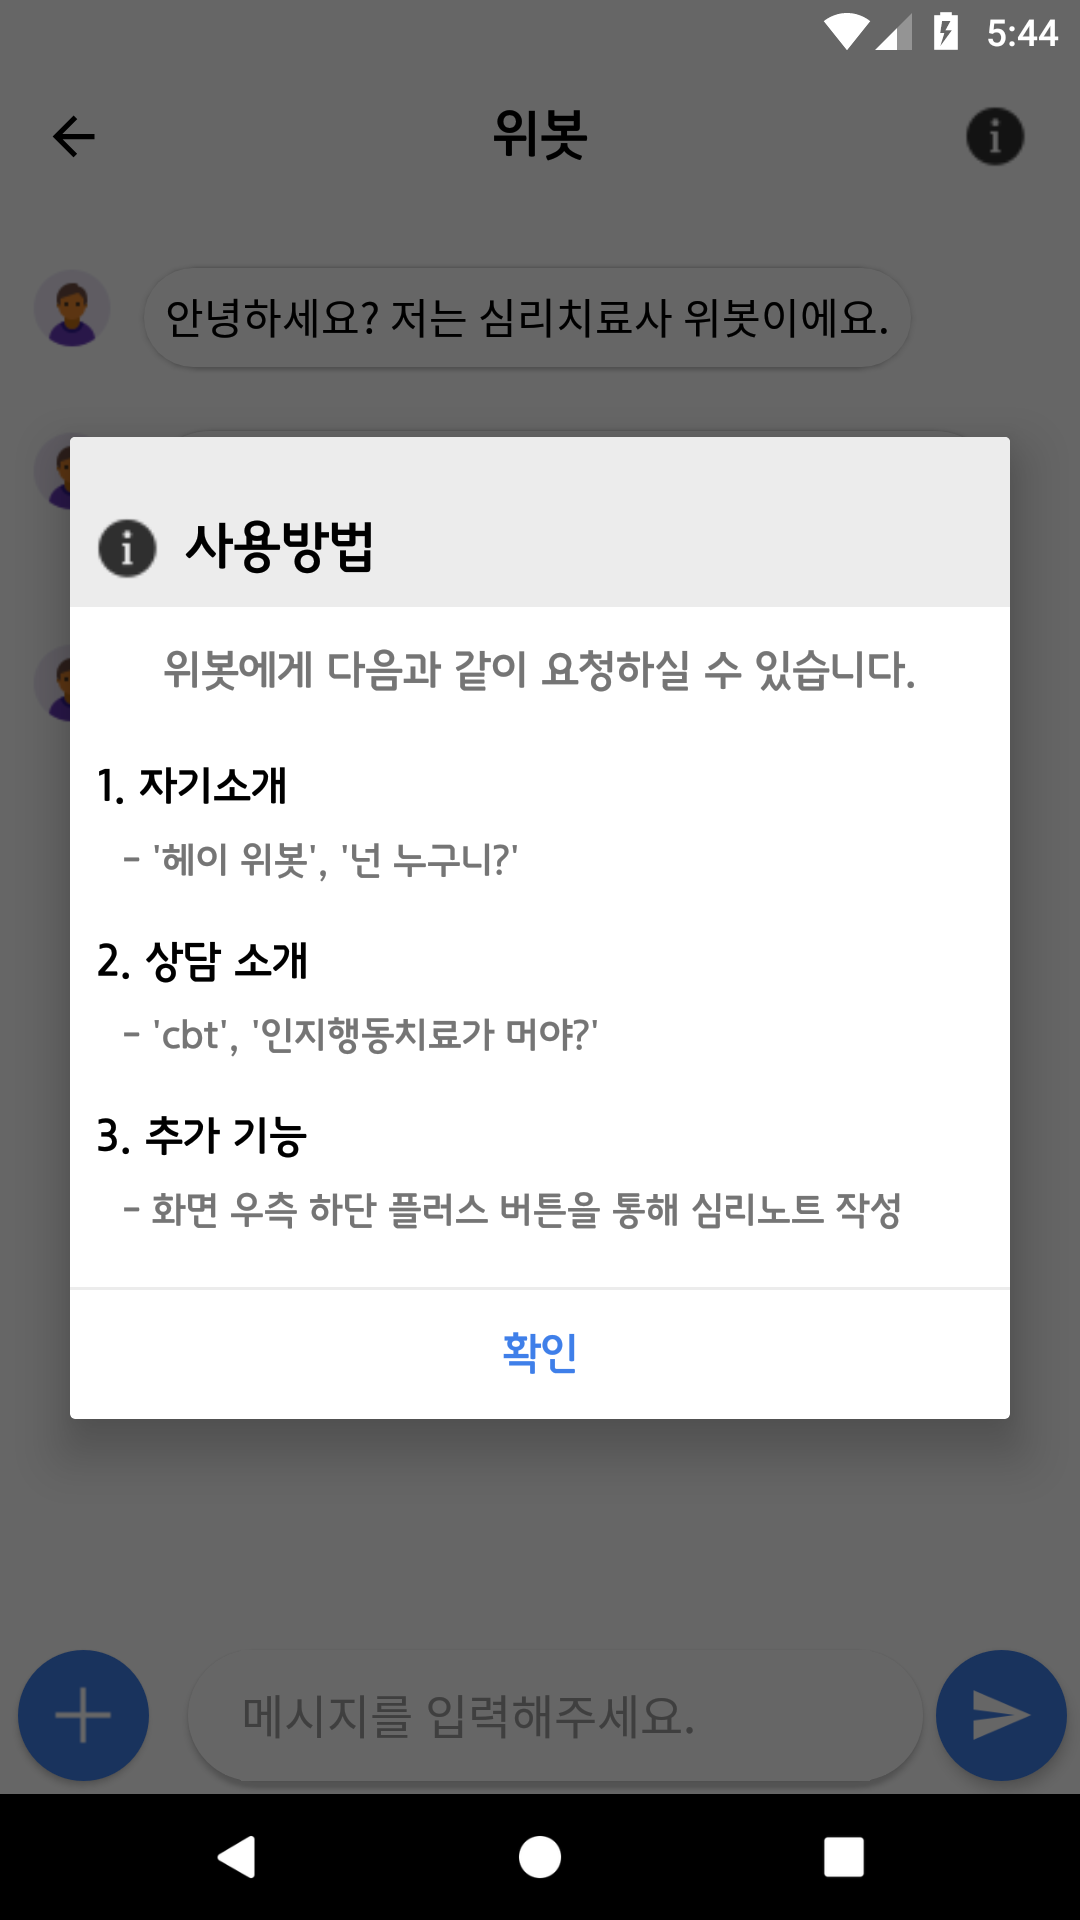 5:44
위봇
안녕하세요? 저는 심리치료사 위봇이에요.
사용방법
위봇에게 다음과 같이 요청하실 수 있습니다.
1. 자기소개
- '헤이 위봇', '넌 누구니?'
2. 상담 소개
- 'cbt', '인지행동치료가 머야?'
3. 추가 기능
- 화면 우측 하단 플러스 버튼을 통해 심리노트 작성
확인
메시지를 입력해주세요.